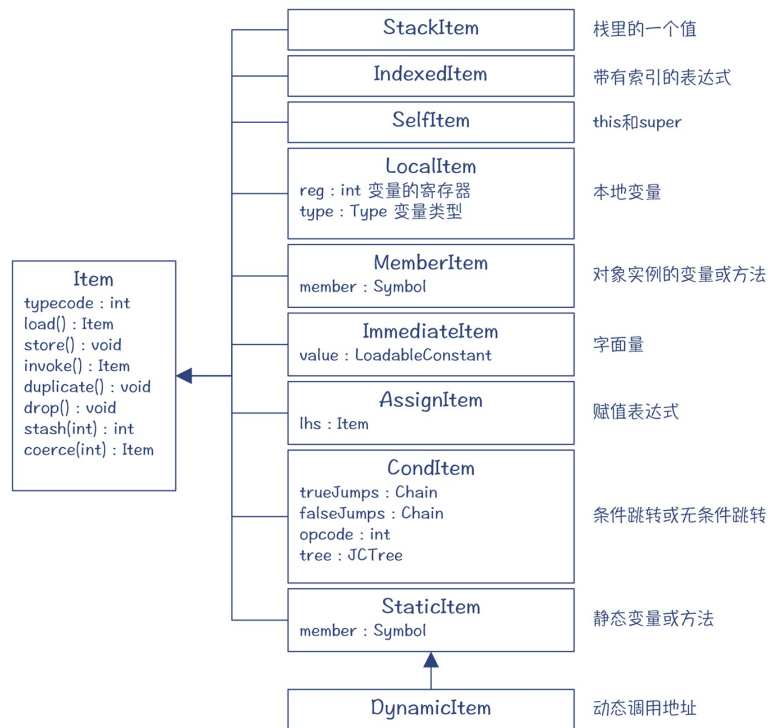 StackItem
栈里的一个值
IndexedItem
带有索引的表达式
SelfItem
this和super
LocalItem
reg : int 变量的寄存器
type : Type 变量类型
本地变量
Item
typecode : int
load() : Item
store() : void
invoke() : Item
duplicate() : void
drop() : void
stash(int) : int
coerce(int) : Item
MemberItem
member : Symbol
对象实例的变量或方法
ImmediateItem
value : LoadableConstant
字面量
AssignItem
lhs : Item
赋值表达式
CondItem
trueJumps : Chain
falseJumps : Chain
opcode : int
tree : JCTree
条件跳转或无条件跳转
StaticItem
member : Symbol
静态变量或方法
DynamicItem
动态调用地址